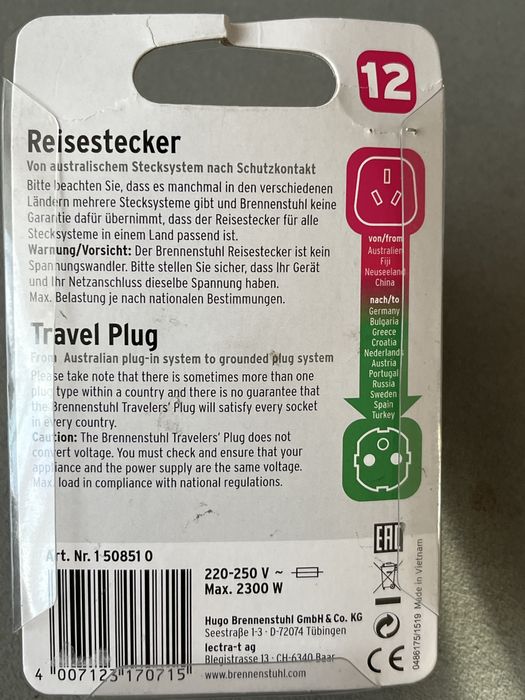 12
Reisestecker
Von australischem Stecksystem nach Schutzkontakt
Bitte beachten Sie, dass es manchmal in den verschiedenen
Ländern mehrere Stecksysteme gibt und Brennenstuhl keine
Garantie dafür übernimmt, dass der Reisestecker für alle
Stecksysteme in einem Land passend ist.
Warnung/Vorsicht: Der Brennenstuhl Reisestecker ist kein
Spannungswandler. Bitte stellen Sie sicher, dass Ihr Gerät
und Ihr Netzanschluss dieselbe Spannung haben.
Max. Belastung je nach nationalen Bestimmungen.
Travel Plug
From Australian plug-in system to grounded plug system
Please take note that there is sometimes more than one
plug type within a country and there is no guarantee that
the Brennenstuhl Travelers' Plug will satisfy every socket
in every country.
Caution: The Brennenstuhl Travelers' Plug does not
convert voltage. You must check and ensure that your
appliance and the power supply are the same voltage.
Max. load in compliance with national regulations.
von/from
Australien
Fiji
Neuseeland
China
nach/to
Germany
Bulgaria
Greece
Croatia
Nederlands
Austria
Portugal
Russia
Sweden
Spain
Turkey
Art. Nr. 1 50851 0
4 007123 170715
220-250 V ~
Max. 2300 W
Hugo Brennenstuhl GmbH & Co. KG
Seestraße 1-3 · D-72074 Tübingen
lectra-t ag
Blegistrasse 13 · CH-6340 Baar
www.brennenstuhl.com
EAC
CE
0486175/1519 Made in Vietnam